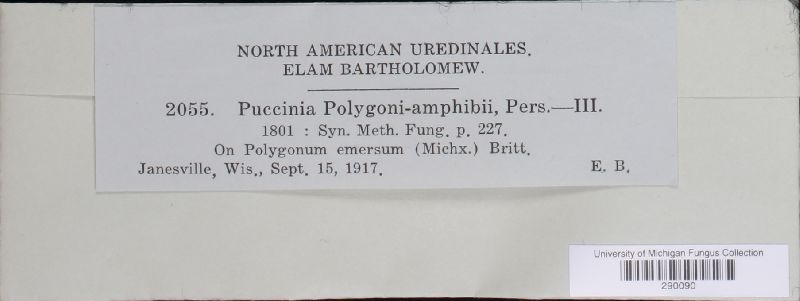 NORTH AMERICAN UREDINALES.
ELAM BARTHOLOMEW.
2055. Puccinia Polygoni-amphibii, Pers.—III.
1801 : Syn. Meth. Fung. p. 227.
On Polygonum emersum (Michx.) Britt.
Janesville, Wis., Sept. 15, 1917. E. B.
University of Michigan Fungus Collection
290090